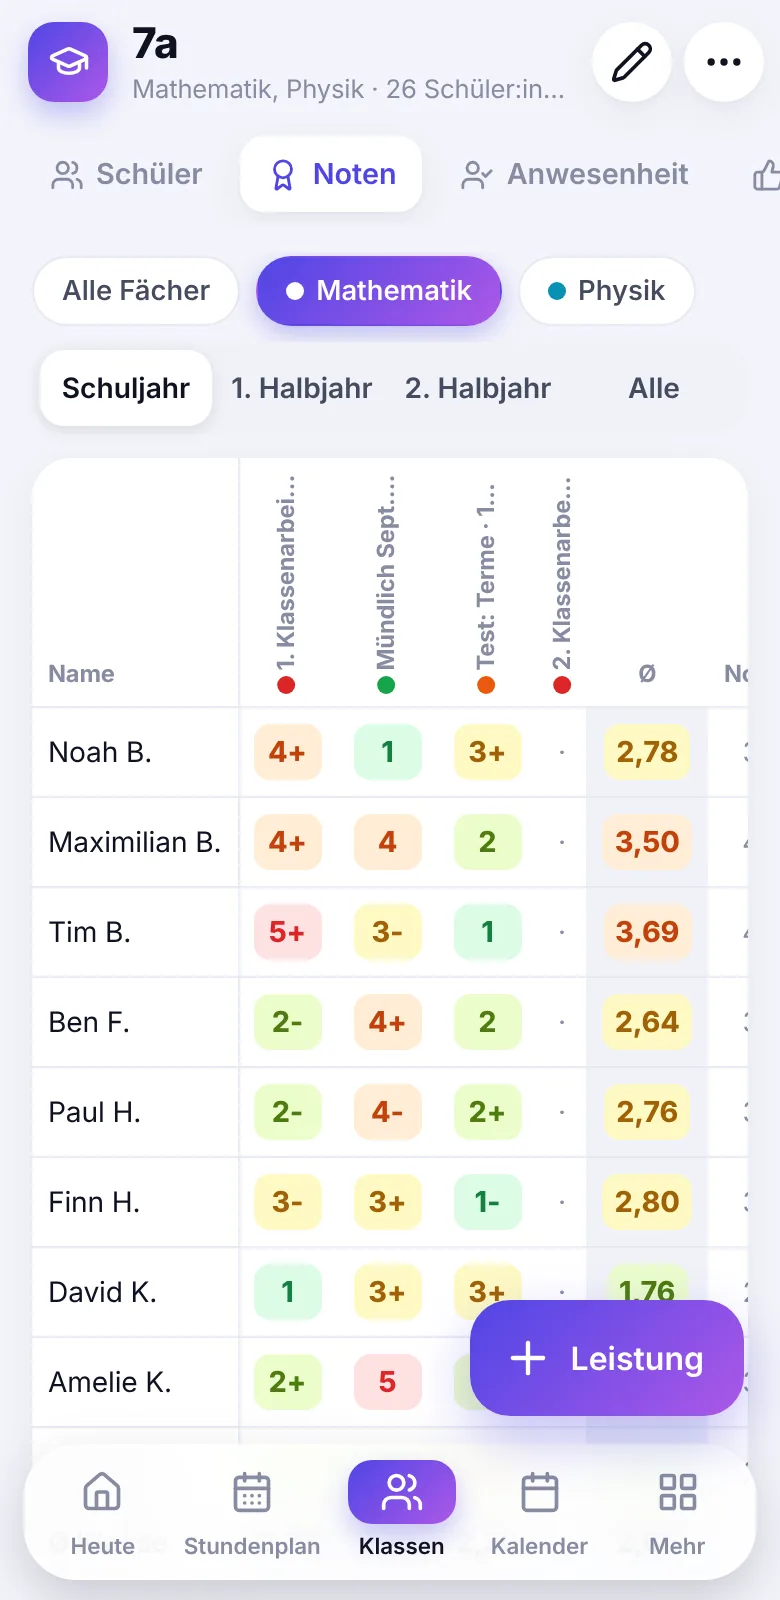 7a
Mathematik, Physik · 26 Schüler:in...
Schüler
Noten
Anwesenheit
Alle Fächer
Mathematik
Physik
Schuljahr
1. Halbjahr
2. Halbjahr
Alle
Name
1. Klassenarbei...
Mündlich Sept....
Test: Terme · 1...
2. Klassenarbe...
Ø
Noah B. 4+ 1 3+ · 2,78
Maximilian B. 4+ 4 2 · 3,50
Tim B. 5+ 3- 1 · 3,69
Ben F. 2- 4+ 2 · 2,64
Paul H. 2- 4- 2+ · 2,76
Finn H. 3- 3+ 1- · 2,80
David K. 1 3+ 3+ · 1,76
Amelie K. 2+ 5
Leistung
Heute
Stundenplan
Klassen
Kalender
Mehr